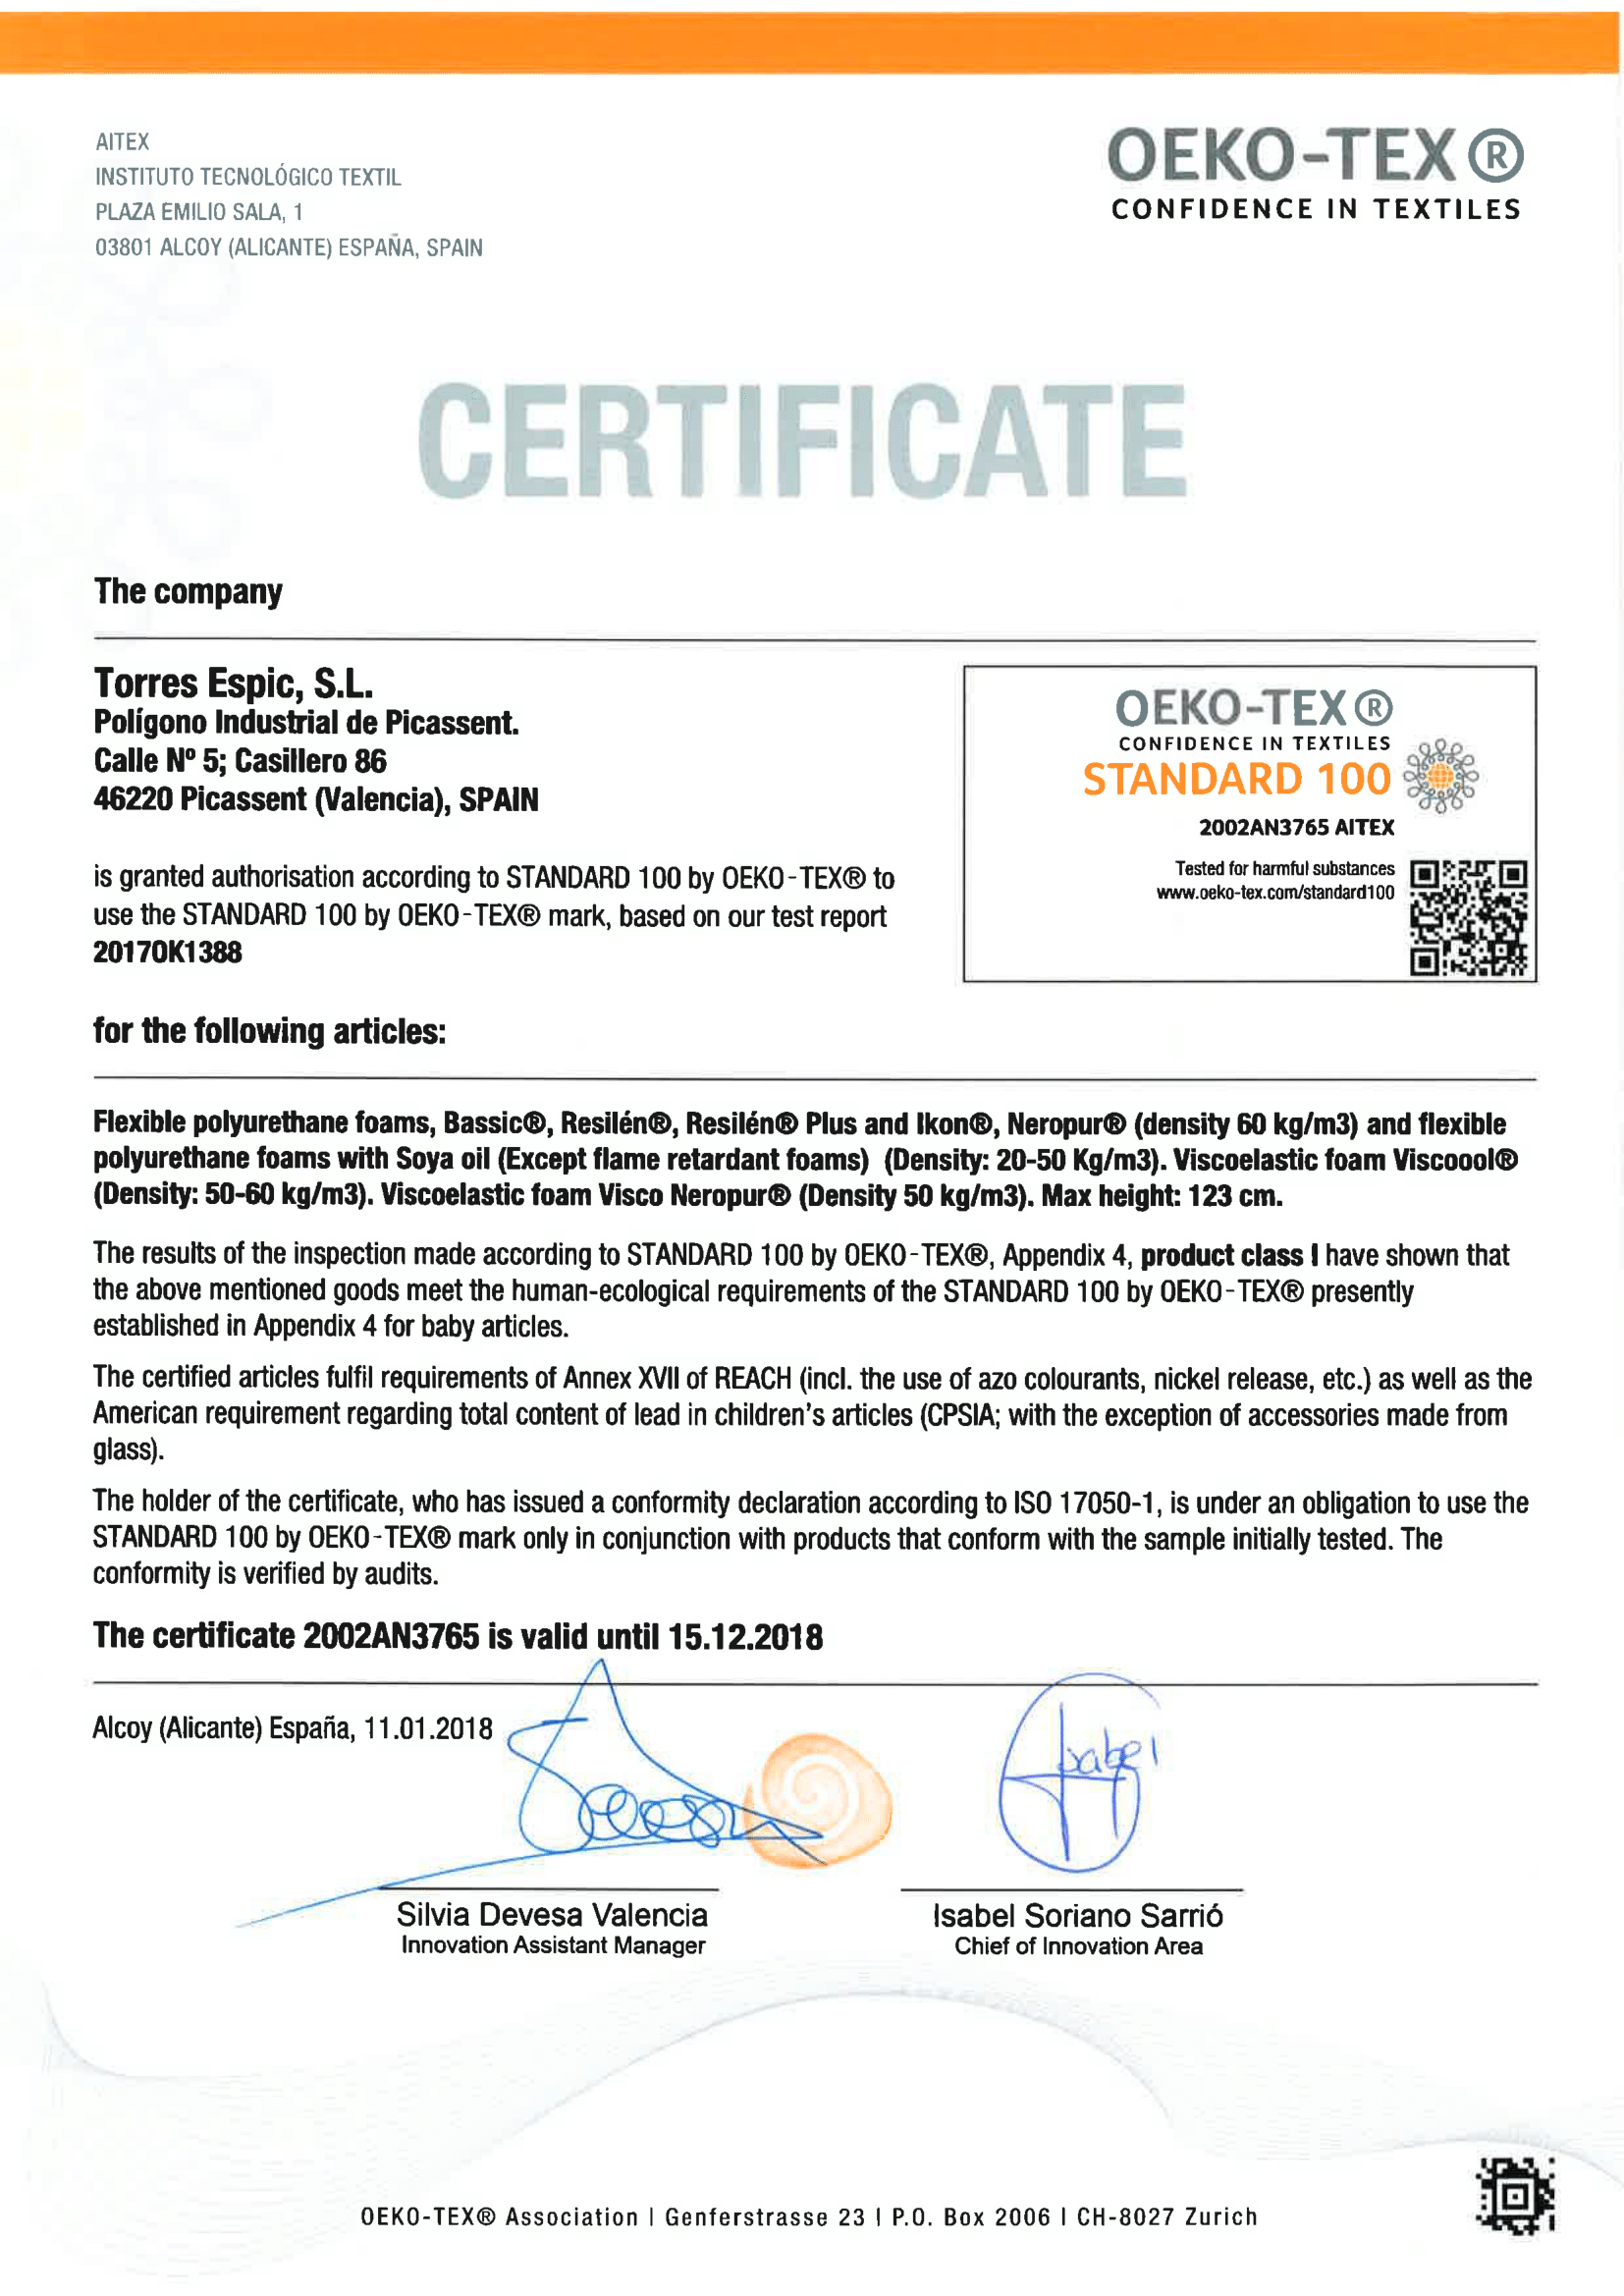 AITEX
INSTITUTO TECNOLÓGICO TEXTIL
PLAZA EMILIO SALA, 1
03801 ALCOY (ALICANTE) ESPAÑA, SPAIN
OEKO-TEX®
CONFIDENCE IN TEXTILES
CERTIFICATE
The company
Torres Espic, S.L.
Polígono Industrial de Picassent.
Calle Nº 5; Casillero 86
46220 Picassent (Valencia), SPAIN
is granted authorisation according to STANDARD 100 by OEKO-TEX® to
use the STANDARD 100 by OEKO-TEX® mark, based on our test report
2017OK1388
OEKO-TEX®
CONFIDENCE IN TEXTILES
STANDARD 100
2002AN3765 AITEX
Tested for harmful substances
www.oeko-tex.com/standard100
for the following articles:
Flexible polyurethane foams, Bassic®, Resilén®, Resilén® Plus and Ikon®, Neropur® (density 60 kg/m3) and flexible
polyurethane foams with Soya oil (Except flame retardant foams) (Density: 20-50 Kg/m3). Viscoelastic foam Viscoool®
(Density: 50-60 kg/m3). Viscoelastic foam Visco Neropur® (Density 50 kg/m3). Max height: 123 cm.
The results of the inspection made according to STANDARD 100 by OEKO-TEX®, Appendix 4, product class I have shown that
the above mentioned goods meet the human-ecological requirements of the STANDARD 100 by OEKO-TEX® presently
established in Appendix 4 for baby articles.
The certified articles fulfil requirements of Annex XVII of REACH (incl. the use of azo colourants, nickel release, etc.) as well as the
American requirement regarding total content of lead in children's articles (CPSIA; with the exception of accessories made from
glass).
The holder of the certificate, who has issued a conformity declaration according to ISO 17050-1, is under an obligation to use the
STANDARD 100 by OEKO-TEX® mark only in conjunction with products that conform with the sample initially tested. The
conformity is verified by audits.
The certificate 2002AN3765 is valid until 15.12.2018
Alcoy (Alicante) España, 11.01.2018
Isabel
Silvia Devesa Valencia
Innovation Assistant Manager
Isabel Soriano Sarrió
Chief of Innovation Area
OEKO-TEX® Association | Genferstrasse 23 | P.O. Box 2006 | CH-8027 Zurich